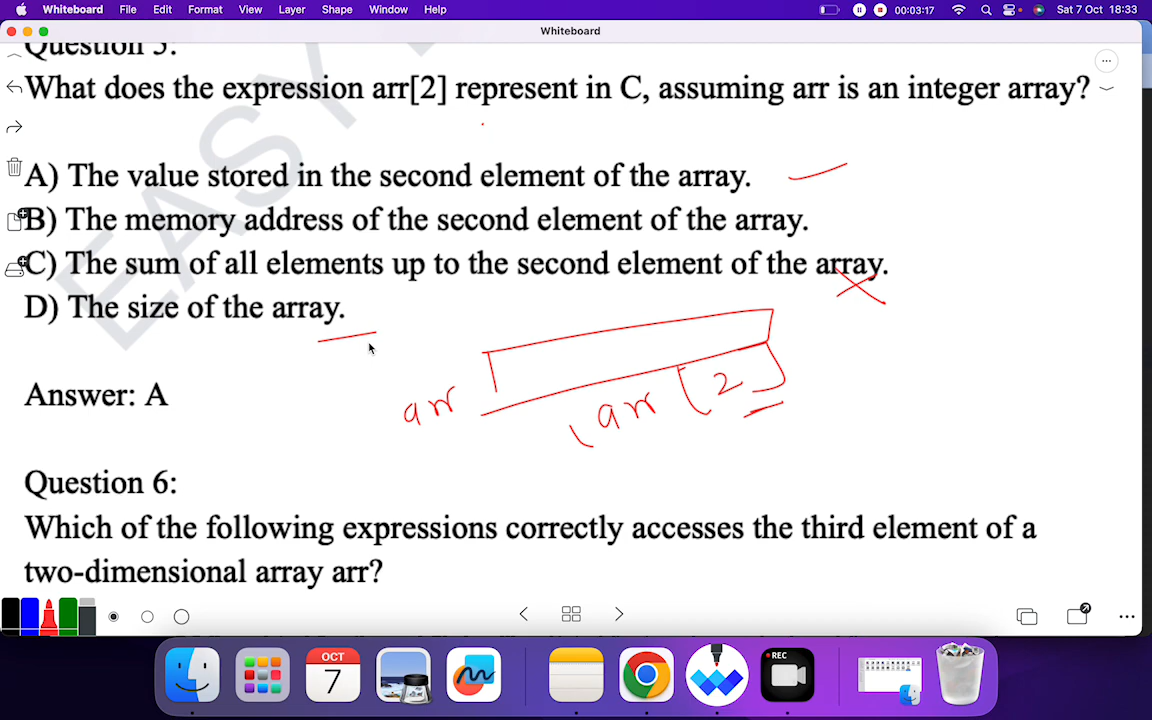 Whiteboard File Edit Format View Layer Shape Window Help 00:03:17 Sat 7 Oct 18:33
Whiteboard
Question 5:
What does the expression arr[2] represent in C, assuming arr is an integer array?
A) The value stored in the second element of the array.
B) The memory address of the second element of the array.
C) The sum of all elements up to the second element of the array.
D) The size of the array.
arr
arr [2]
Answer: A
Question 6:
Which of the following expressions correctly accesses the third element of a
two-dimensional array arr?
EASY
OCT
7
REC